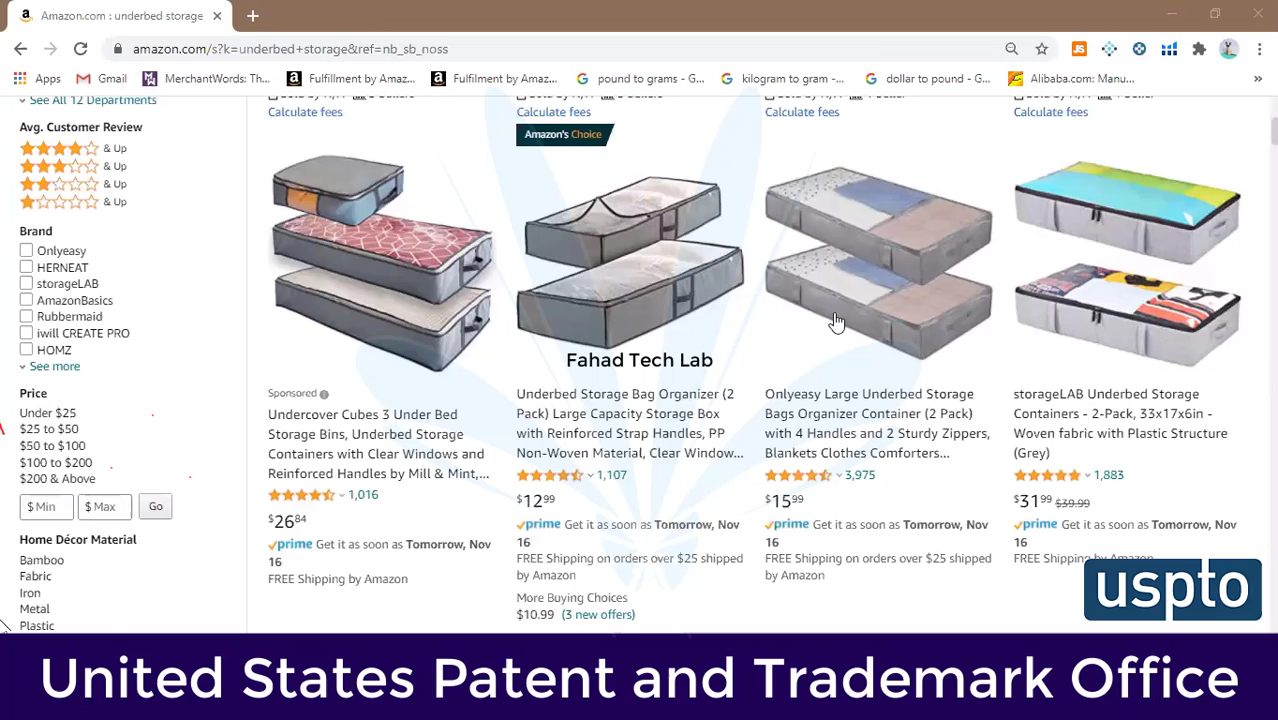 Amazon.com : underbed storage
amazon.com/s?k=underbed+storage&ref=nb_sb_noss
Apps
Gmail
MerchantWords: Th...
Fulfillment by Amaz...
Fulfilment by Amaz...
pound to grams - G...
kilogram to gram -...
dollar to pound - G...
Alibaba.com: Manu...
»
See All 12 Departments
Avg. Customer Review
& Up
& Up
& Up
& Up
Brand
Onlyeasy
HERNEAT
storageLAB
AmazonBasics
Rubbermaid
iwill CREATE PRO
HOMZ
See more
Price
Under $25
$25 to $50
$50 to $100
$100 to $200
$200 & Above
$ Min
$ Max
Go
Home Décor Material
Bamboo
Fabric
Iron
Metal
Plastic
Calculate fees
Calculate fees
Calculate fees
Calculate fees
Amazon's Choice
Fahad Tech Lab
Sponsored
Undercover Cubes 3 Under Bed
Storage Bins, Underbed Storage
Containers with Clear Windows and
Reinforced Handles by Mill & Mint,...
1,016
$26 84
prime Get it as soon as Tomorrow, Nov
16
FREE Shipping by Amazon
Underbed Storage Bag Organizer (2
Pack) Large Capacity Storage Box
with Reinforced Strap Handles, PP
Non-Woven Material, Clear Window...
1,107
$12 99
prime Get it as soon as Tomorrow, Nov
16
FREE Shipping on orders over $25 shipped
by Amazon
More Buying Choices
$10.99 (3 new offers)
Onlyeasy Large Underbed Storage
Bags Organizer Container (2 Pack)
with 4 Handles and 2 Sturdy Zippers,
Blankets Clothes Comforters...
3,975
$15 99
prime Get it as soon as Tomorrow, Nov
16
FREE Shipping on orders over $25 shipped
by Amazon
storageLAB Underbed Storage
Containers - 2-Pack, 33x17x6in -
Woven fabric with Plastic Structure
(Grey)
1,883
$31 99 $39.99
prime Get it as soon as Tomorrow, Nov
16
FREE Shipping by Amazon
uspto
United States Patent and Trademark Office